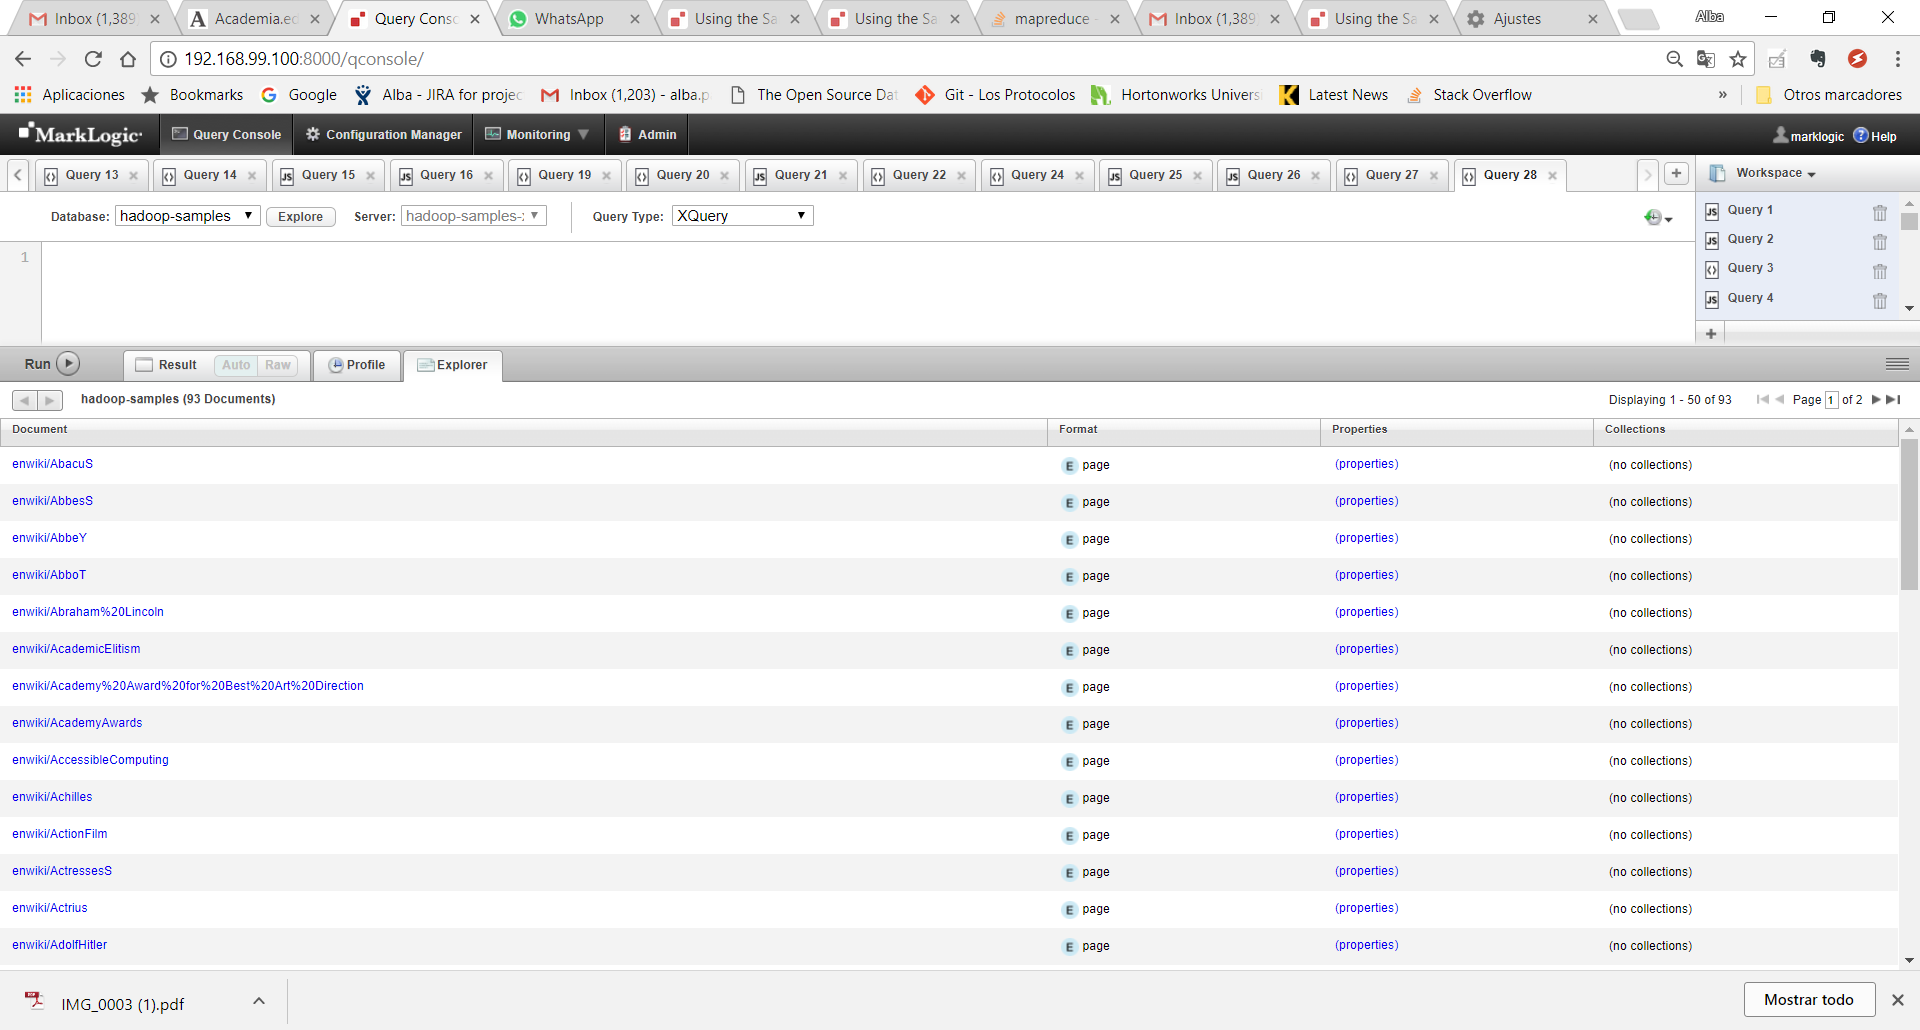 Inbox (1,389 Academia.ed Query Consc WhatsApp Using the Sa Using the Sa mapreduce - Inbox (1,389 Using the Sa Ajustes Alba
192.168.99.100:8000/qconsole/
Aplicaciones Bookmarks Google Alba - JIRA for projec Inbox (1,203) - alba.p The Open Source Dat Git - Los Protocolos Hortonworks Universi Latest News Stack Overflow » Otros marcadores
MarkLogic Query Console Configuration Manager Monitoring Admin marklogic Help
Query 13 Query 14 Query 15 Query 16 Query 19 Query 20 Query 21 Query 22 Query 24 Query 25 Query 26 Query 27 Query 28 Workspace
Database: hadoop-samples Explore Server: hadoop-samples- Query Type: XQuery
Query 1
Query 2
Query 3
Query 4
1
Run Result Auto Raw Profile Explorer
hadoop-samples (93 Documents) Displaying 1 - 50 of 93 Page 1 of 2
Document Format Properties Collections
enwiki/AbacuS E page (properties) (no collections)
enwiki/AbbesS E page (properties) (no collections)
enwiki/AbbeY E page (properties) (no collections)
enwiki/AbboT E page (properties) (no collections)
enwiki/Abraham%20Lincoln E page (properties) (no collections)
enwiki/AcademicElitism E page (properties) (no collections)
enwiki/Academy%20Award%20for%20Best%20Art%20Direction E page (properties) (no collections)
enwiki/AcademyAwards E page (properties) (no collections)
enwiki/AccessibleComputing E page (properties) (no collections)
enwiki/Achilles E page (properties) (no collections)
enwiki/ActionFilm E page (properties) (no collections)
enwiki/ActressesS E page (properties) (no collections)
enwiki/Actrius E page (properties) (no collections)
enwiki/AdolfHitler E page (properties) (no collections)
IMG_0003 (1).pdf Mostrar todo